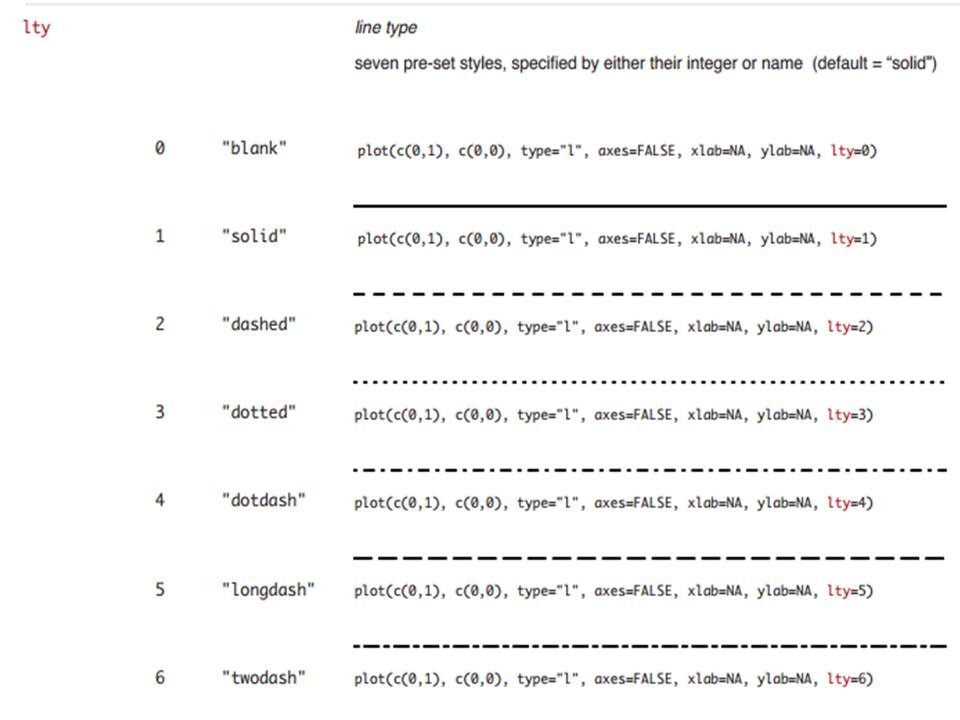 lty line type
seven pre-set styles, specified by either their integer or name (default = “solid”)
0 "blank" plot(c(0,1), c(0,0), type="l", axes=FALSE, xlab=NA, ylab=NA, lty=0)
1 "solid" plot(c(0,1), c(0,0), type="l", axes=FALSE, xlab=NA, ylab=NA, lty=1)
2 "dashed" plot(c(0,1), c(0,0), type="l", axes=FALSE, xlab=NA, ylab=NA, lty=2)
3 "dotted" plot(c(0,1), c(0,0), type="l", axes=FALSE, xlab=NA, ylab=NA, lty=3)
4 "dotdash" plot(c(0,1), c(0,0), type="l", axes=FALSE, xlab=NA, ylab=NA, lty=4)
5 "longdash" plot(c(0,1), c(0,0), type="l", axes=FALSE, xlab=NA, ylab=NA, lty=5)
6 "twodash" plot(c(0,1), c(0,0), type="l", axes=FALSE, xlab=NA, ylab=NA, lty=6)